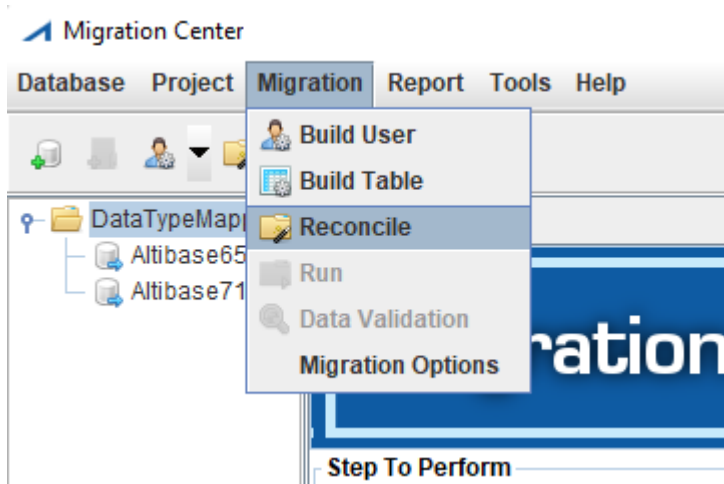 Migration Center
Database Project Migration Report Tools Help
Build User
Build Table
DataTypeMap
Reconcile
Altibase65
Run
Altibase71
Data Validation
ration
Migration Options
Step To Perform